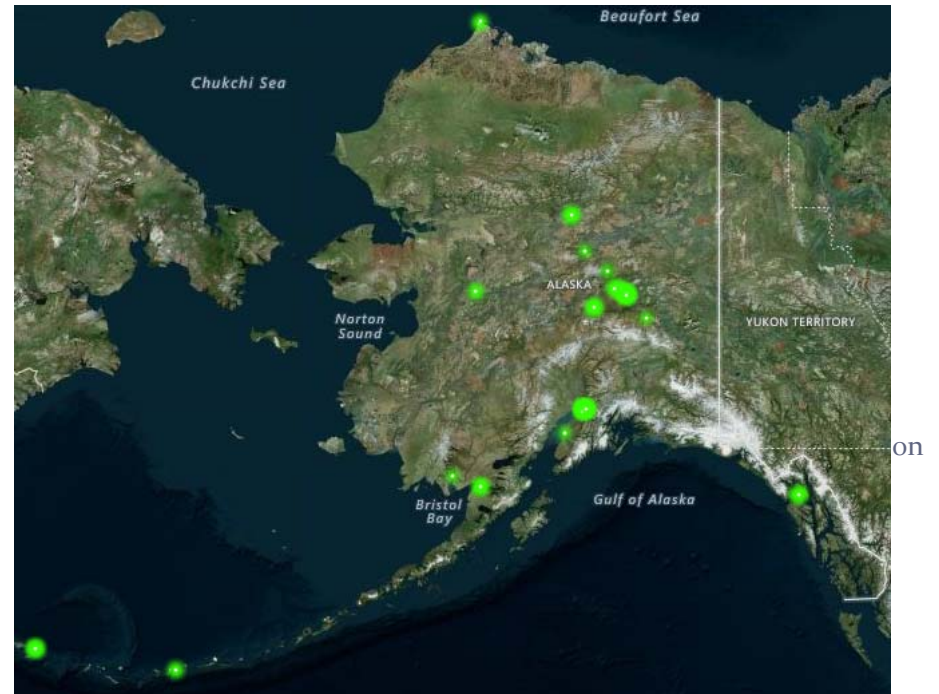 Beaufort Sea
Chukchi Sea
ALASKA
Norton
Sound
YUKON TERRITORY
on
Bristol
Bay
Gulf of Alaska